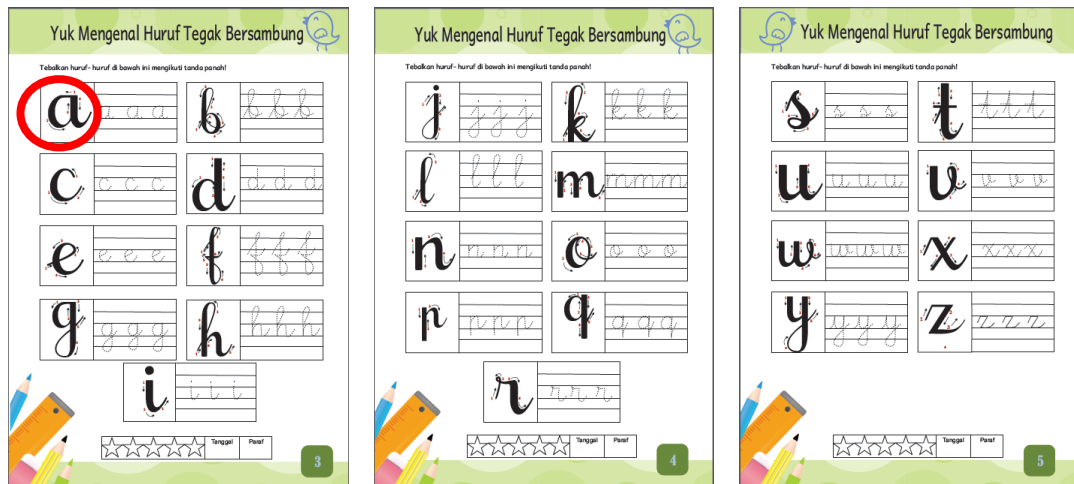 Yuk Mengenal Huruf Tegak Bersambung
Tebalkan huruf- huruf di bawah ini mengikuti tanda panah!
a a a a
b b b b
c c c c
d d d d
e e e e
f f f f
g g g g
h h h h
i i i i
Tanggal Paraf
3
Yuk Mengenal Huruf Tegak Bersambung
Tebalkan huruf- huruf di bawah ini mengikuti tanda panah!
j j j j
k k k k
l l l l
m m m m
n n n n
o o o o
p p p p
q q q q
r r r r
Tanggal Paraf
4
Yuk Mengenal Huruf Tegak Bersambung
Tebalkan huruf- huruf di bawah ini mengikuti tanda panah!
s s s s
t t t t
u u u u
v v v v
w w w w
x x x x
y y y y
z z z z
Tanggal Paraf
5